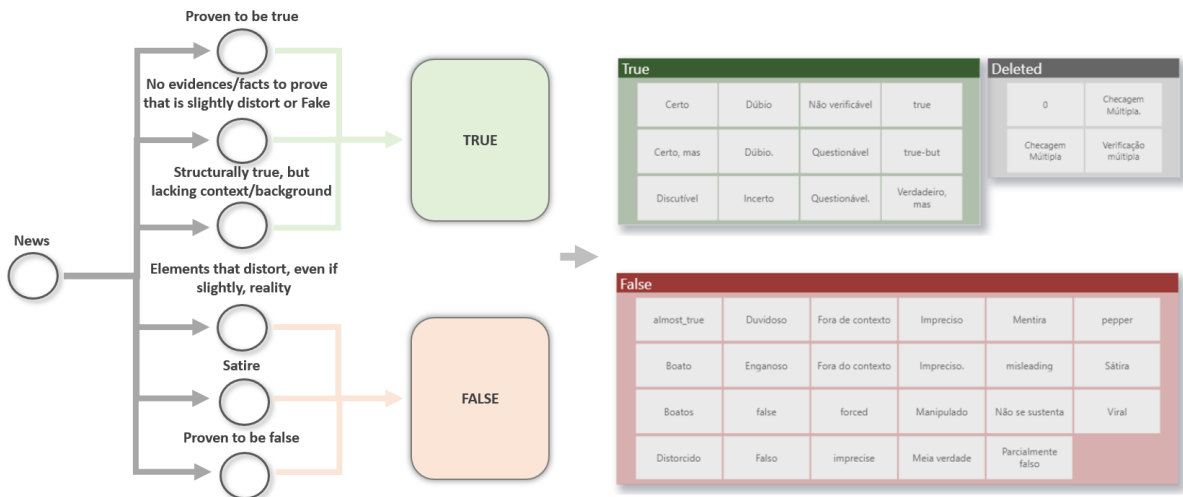 Proven to be true
No evidences/facts to prove
that is slightly distort or Fake
Structurally true, but
lacking context/background
News
Elements that distort, even if
slightly, reality
Satire
Proven to be false
TRUE
FALSE
True
Certo
Dúbio
Não verificável
true
Certo, mas
Dúbio.
Questionável
true-but
Discutível
Incerto
Questionável.
Verdadeiro,
mas
Deleted
0
Checagem
Múltipla.
Checagem
Múltipla
Verificação
múltipla
False
almost_true
Duvidoso
Fora de contexto
Impreciso
Mentira
pepper
Boato
Enganoso
Fora do contexto
Impreciso.
misleading
Sátira
Boatos
false
forced
Manipulado
Não se sustenta
Viral
Distorcido
Falso
imprecise
Meia verdade
Parcialmente
falso